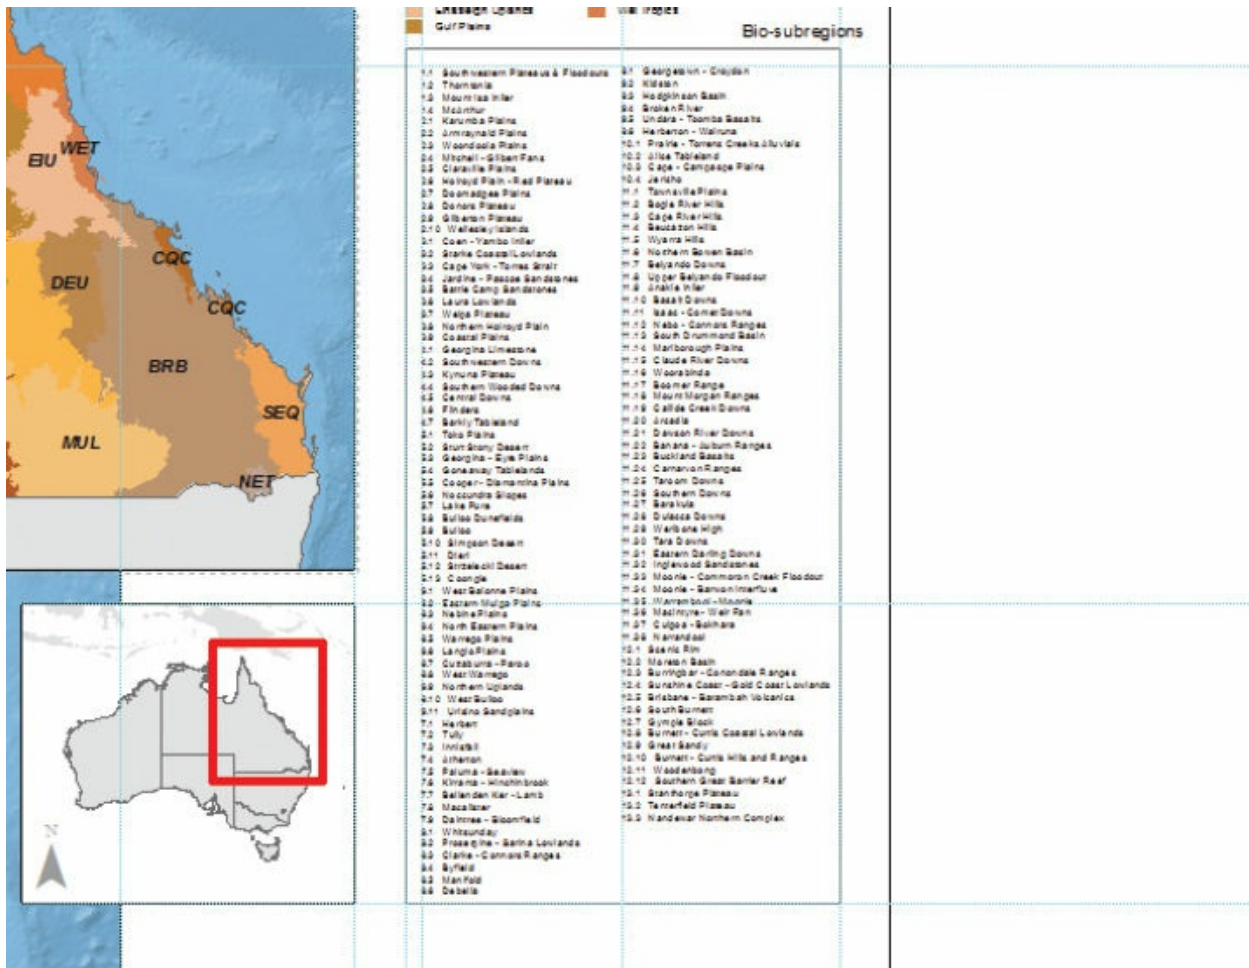 Einasleigh Uplands
Wet Tropics
Gulf Plains
Bio-subregions
EIU
WET
CQC
DEU
CQC
BRB
SEQ
MUL
NET
N
1.1 Southwestern Plateaus & Floodouts
1.2 Thorntonia
1.3 Mount Isa Inlier
1.4 McArthur
2.1 Karumba Plains
2.2 Armraynald Plains
2.3 Woondoola Plains
2.4 Mitchell - Gilbert Fans
2.5 Claraville Plains
2.6 Holroyd Plain - Red Plateau
2.7 Doomadgee Plains
2.8 Donors Plateau
2.9 Gilberton Plateau
2.10 Wellesley Islands
3.1 Coen - Yambo Inlier
3.2 Starke Coastal Lowlands
3.3 Cape York - Torres Strait
3.4 Jardine - Pascoe Sandstones
3.5 Battle Camp Sandstones
3.6 Laura Lowlands
3.7 Weipa Plateau
3.8 Northern Holroyd Plain
3.9 Coastal Plains
4.1 Georgina Limestone
4.2 Southwestern Downs
4.3 Kynuna Plateau
4.4 Southern Wooded Downs
4.5 Central Downs
4.6 Flinders
4.7 Barkly Tableland
5.1 Toko Plains
5.2 Sturt Stony Desert
5.3 Georgina - Eyre Plains
5.4 Goneaway Tablelands
5.5 Cooper - Diamantina Plains
5.6 Noccundra Slopes
5.7 Lake Pure
5.8 Bulloo Dunefields
5.9 Bulloo
5.10 Simpson Desert
5.11 Dieri
5.12 Strzelecki Desert
5.13 Coongie
6.1 West Balonne Plains
6.2 Eastern Mulga Plains
6.3 Nebine Plains
6.4 North Eastern Plains
6.5 Warrego Plains
6.6 Langlo Plains
6.7 Cuttaburra - Paroo
6.8 West Warrego
6.9 Northern Uplands
6.10 West Bulloo
6.11 Urisino Sandplains
7.1 Herbert
7.2 Tully
7.3 Innisfail
7.4 Atherton
7.5 Paluma - Seaview
7.6 Kirrama - Hinchinbrook
7.7 Bellenden Ker - Lamb
7.8 Macalister
7.9 Daintree - Bloomfield
8.1 Whitsunday
8.2 Proserpine - Sarina Lowlands
8.3 Clarke - Connors Ranges
8.4 Byfield
8.5 Manifold
8.6 Debella
9.1 Georgetown - Croydon
9.2 Kidston
9.3 Hodgkinson Basin
9.4 Broken River
9.5 Undara - Toomba Basalts
9.6 Herberton - Wairuna
10.1 Prairie - Torrens Creeks Alluvials
10.2 Alice Tableland
10.3 Cape - Campaspe Plains
10.4 Jericho
11.1 Townsville Plains
11.2 Bogie River Hills
11.3 Cape River Hills
11.4 Beucazon Hills
11.5 Wyarra Hills
11.6 Northern Bowen Basin
11.7 Belyando Downs
11.8 Upper Belyando Floodout
11.9 Anakie Inlier
11.10 Basalt Downs
11.11 Isaac - Comet Downs
11.12 Nebo - Connors Ranges
11.13 South Drummond Basin
11.14 Marlborough Plains
11.15 Claude River Downs
11.16 Woorabinda
11.17 Boomer Range
11.18 Mount Morgan Ranges
11.19 Callide Creek Downs
11.20 Arcadia
11.21 Dawson River Downs
11.22 Banana - Auburn Ranges
11.23 Buckland Basalts
11.24 Carnarvon Ranges
11.25 Taroom Downs
11.26 Southern Downs
11.27 Barakula
11.28 Dulacca Downs
11.29 Weribone High
11.30 Tara Downs
11.31 Eastern Darling Downs
11.32 Inglewood Sandstones
11.33 Moonie - Commoron Creek Floodout
11.34 Moonie - Barwon Interfluve
11.35 Warrambool - Moonie
11.36 Macintyre - Weir Fan
11.37 Culgoa - Bokhara
11.38 Narrandool
12.1 Scenic Rim
12.2 Moreton Basin
12.3 Burringbar - Conondale Ranges
12.4 Sunshine Coast - Gold Coast Lowlands
12.5 Brisbane - Barambah Volcanics
12.6 South Burnett
12.7 Gympie Block
12.8 Burnett - Curtis Coastal Lowlands
12.9 Great Sandy
12.10 Burnett - Curtis Hills and Ranges
12.11 Woodenbong
12.12 Southern Great Barrier Reef
13.1 Stanthorpe Plateau
13.2 Tenterfield Plateau
13.3 Nandewar Northern Complex